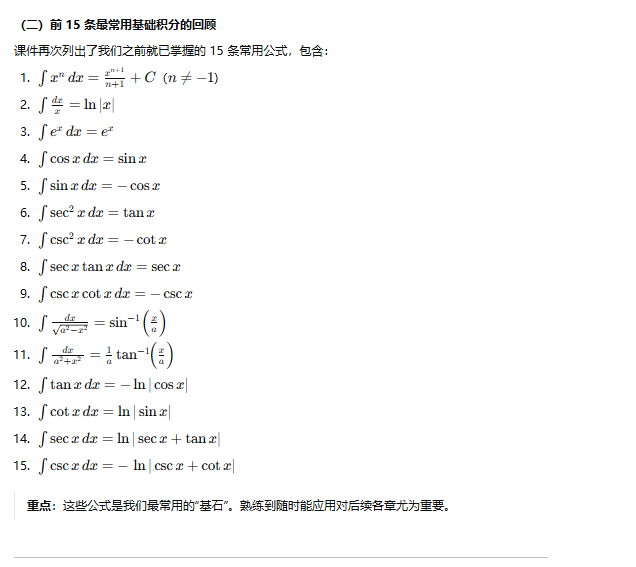 （二）前 15 条最常用基础积分的回顾
课件再次列出了我们之前就已掌握的 15 条常用公式，包含：
1. ∫ xⁿ dx = xⁿ⁺¹/(n+1) + C (n ≠ −1)
2. ∫ dx/x = ln|x|
3. ∫ eˣ dx = eˣ
4. ∫ cos x dx = sin x
5. ∫ sin x dx = − cos x
6. ∫ sec² x dx = tan x
7. ∫ csc² x dx = − cot x
8. ∫ sec x tan x dx = sec x
9. ∫ csc x cot x dx = − csc x
10. ∫ dx/√(a²−x²) = sin⁻¹(x/a)
11. ∫ dx/(a²+x²) = 1/a tan⁻¹(x/a)
12. ∫ tan x dx = − ln | cos x|
13. ∫ cot x dx = ln | sin x|
14. ∫ sec x dx = ln | sec x + tan x|
15. ∫ csc x dx = − ln | csc x + cot x|
重点：这些公式是我们最常用的“基石”。熟练到随时能应用对后续各章尤为重要。